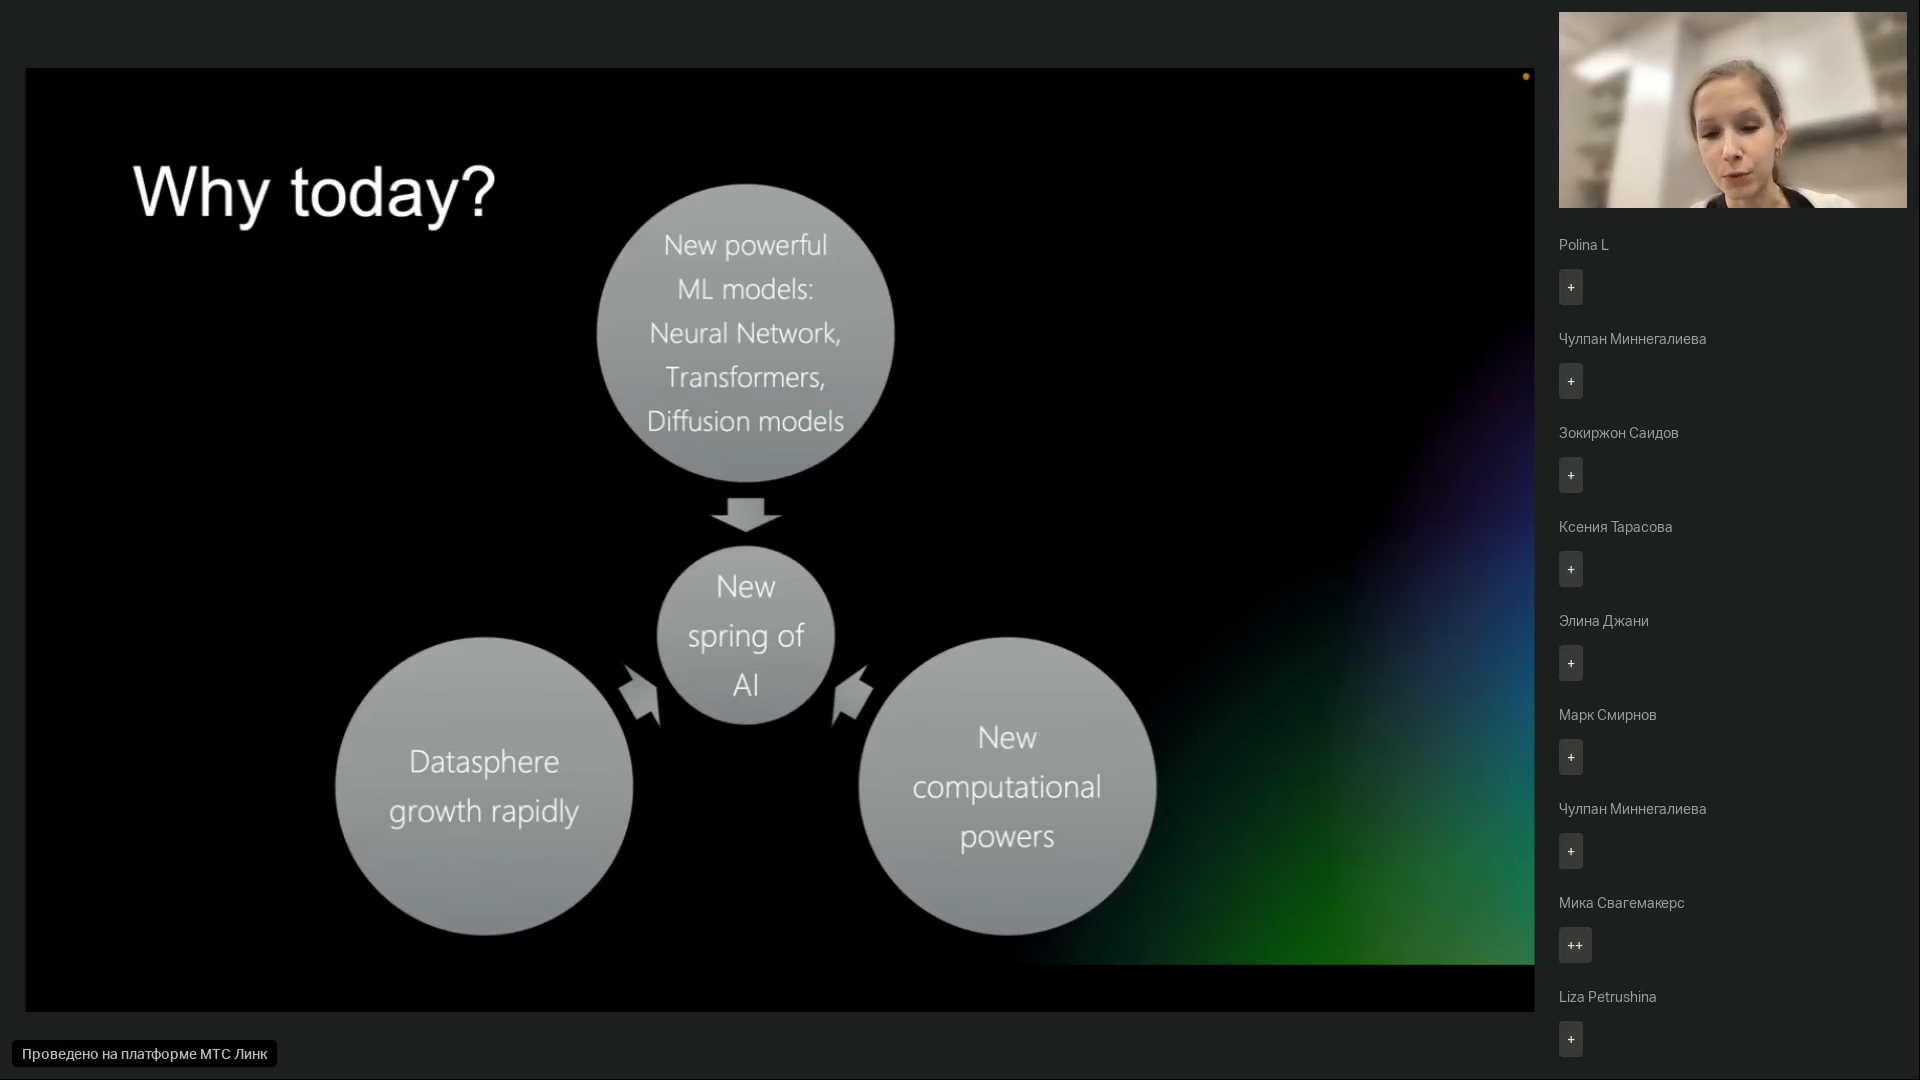 Why today?
New powerful
ML models:
Neural Network,
Transformers,
Diffusion models
New
spring of
AI
Datasphere
growth rapidly
New
computational
powers
Polina L
+
Чулпан Миннегалиева
+
Зокиржон Саидов
+
Ксения Тарасова
+
Элина Джани
+
Марк Смирнов
+
Чулпан Миннегалиева
+
Мика Свагемакерс
++
Liza Petrushina
+
Проведено на платформе МТС Линк